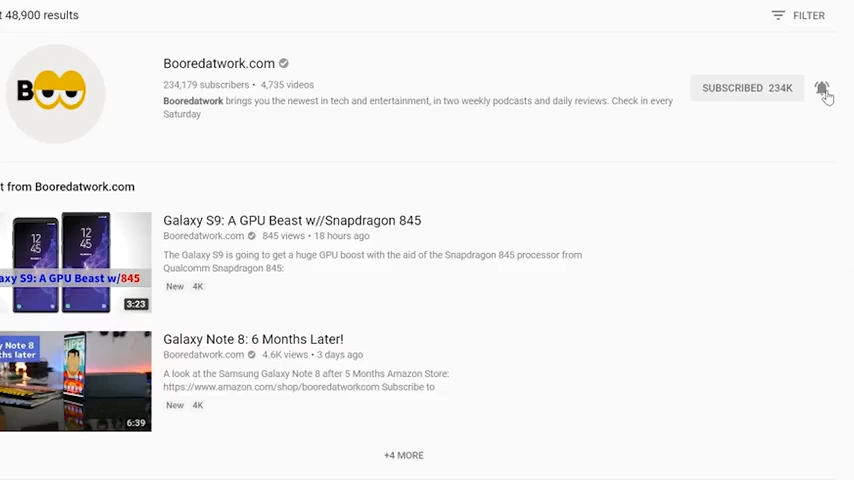 t 48,900 results
FILTER
BOO
Booredatwork.com
234,179 subscribers • 4,735 videos
Booredatwork brings you the newest in tech and entertainment, in two weekly podcasts and daily reviews. Check in every
Saturday
SUBSCRIBED 234K
t from Booredatwork.com
12
45
12
45
axy S9: A GPU Beast w/845
3:23
Galaxy S9: A GPU Beast w//Snapdragon 845
Booredatwork.com 845 views • 18 hours ago
The Galaxy S9 is going to get a huge GPU boost with the aid of the Snapdragon 845 processor from
Qualcomm Snapdragon 845:
New 4K
y Note 8
ths later
6:39
Galaxy Note 8: 6 Months Later!
Booredatwork.com 4.6K views • 3 days ago
A look at the Samsung Galaxy Note 8 after 5 Months Amazon Store:
https://www.amazon.com/shop/booredatworkcom Subscribe to
New 4K
+4 MORE